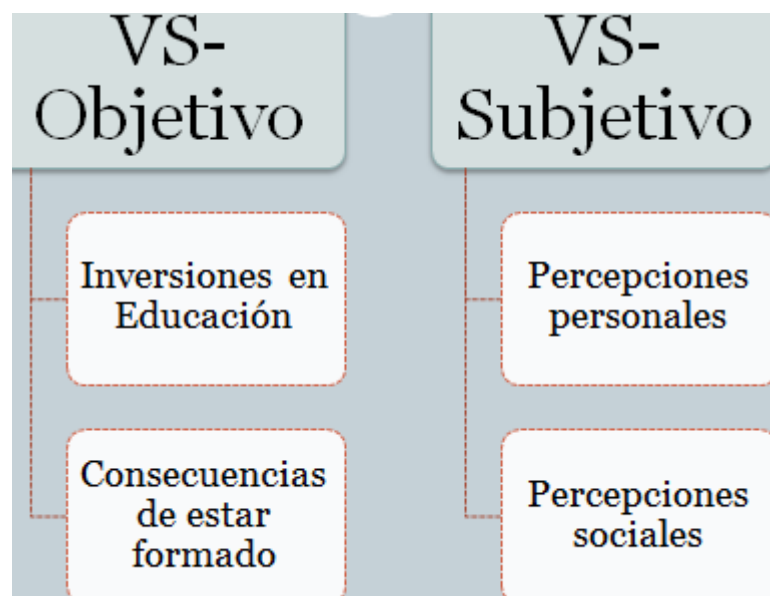 VS-
Objetivo
Inversiones en
Educación
Consecuencias
de estar
formado
VS-
Subjetivo
Percepciones
personales
Percepciones
sociales